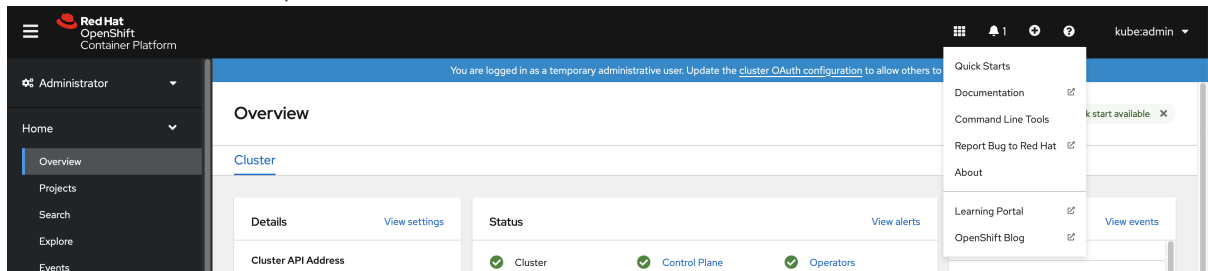 Red Hat
OpenShift
Container Platform
1
kube:admin
Administrator
You are logged in as a temporary administrative user. Update the cluster OAuth configuration to allow others to
Quick Starts
Documentation
Command Line Tools
Report Bug to Red Hat
About
Learning Portal
OpenShift Blog
Home
Overview
Projects
Search
Explore
Events
Overview
start available
Cluster
Details
View settings
Status
View alerts
View events
Cluster API Address
Cluster
Control Plane
Operators